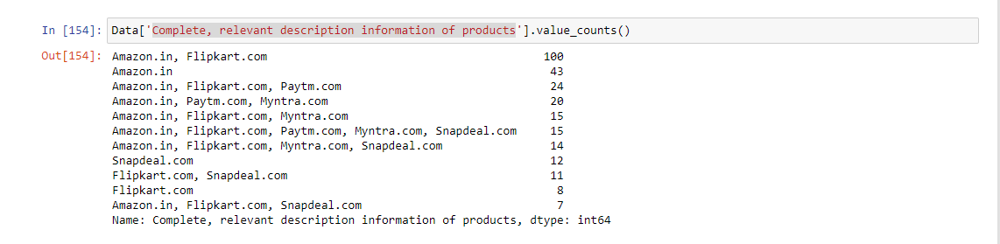 In [154]: Data['Complete, relevant description information of products'].value_counts()
Out[154]: Amazon.in, Flipkart.com 100
Amazon.in 43
Amazon.in, Flipkart.com, Paytm.com 24
Amazon.in, Paytm.com, Myntra.com 20
Amazon.in, Flipkart.com, Myntra.com 15
Amazon.in, Flipkart.com, Paytm.com, Myntra.com, Snapdeal.com 15
Amazon.in, Flipkart.com, Myntra.com, Snapdeal.com 14
Snapdeal.com 12
Flipkart.com, Snapdeal.com 11
Flipkart.com 8
Amazon.in, Flipkart.com, Snapdeal.com 7
Name: Complete, relevant description information of products, dtype: int64